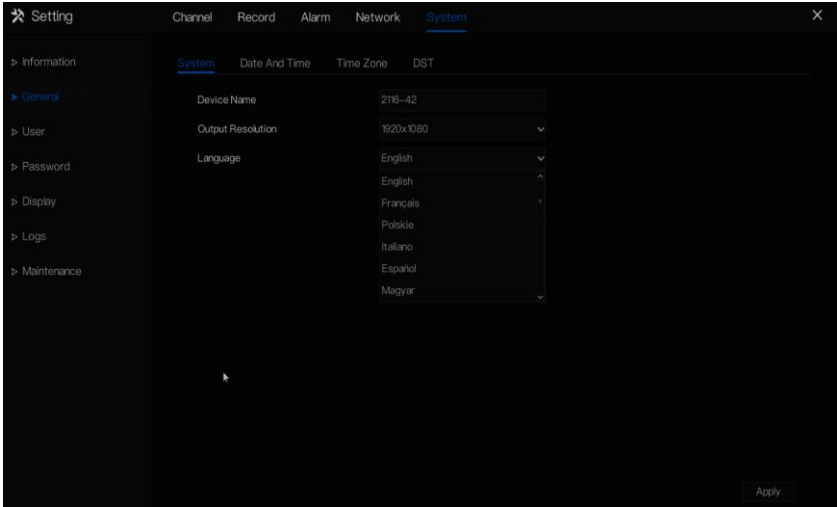 Setting Channel Record Alarm Network System
Information
System Date And Time Time Zone DST
General
Device Name 2116-42
User
Output Resolution 1920x1080
Language English
Password
English
Display
Français
Polskie
Logs
Italiano
Español
Maintenance
Magyar
Apply